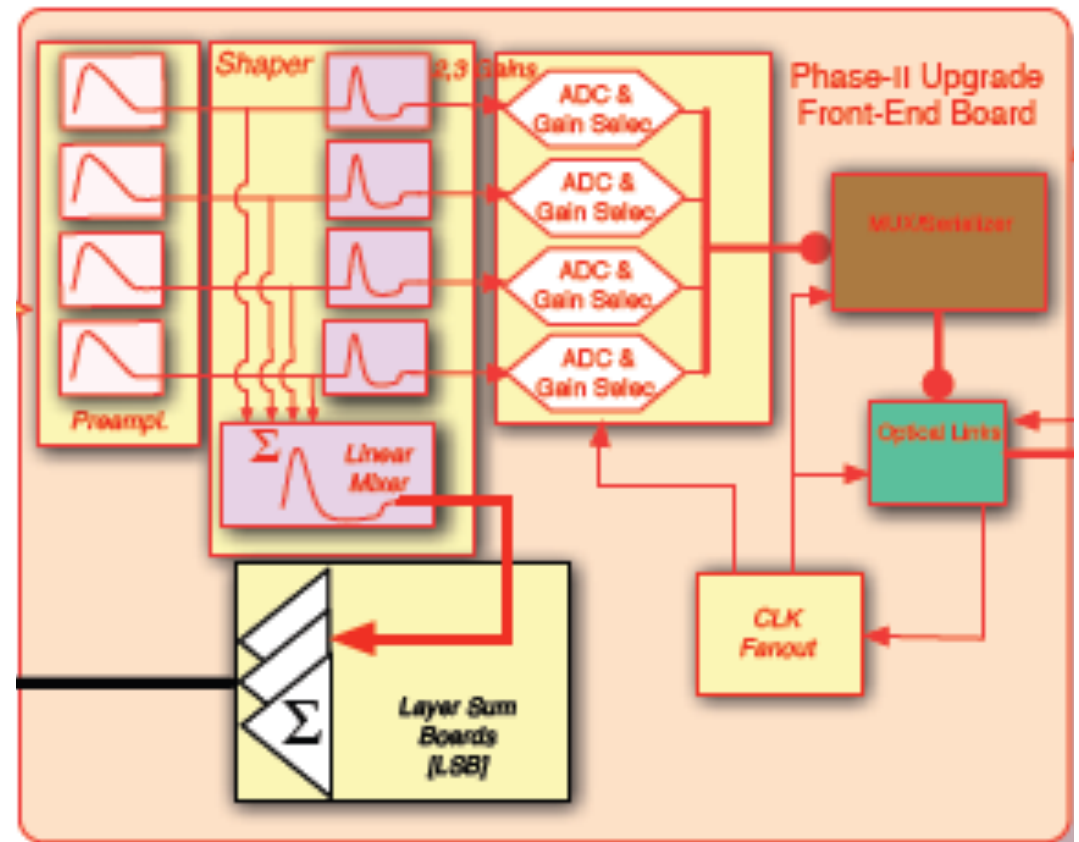 Shaper
2,3 Gains
Phase-II Upgrade
Front-End Board
ADC &
Gain Selec.
ADC &
Gain Selec.
ADC &
Gain Selec.
ADC &
Gain Selec.
MUX/Serializer
Preampl.
Optical Links
Σ
Linear
Mixer
CLK
Fanout
Layer Sum
Boards
[LSB]
Σ